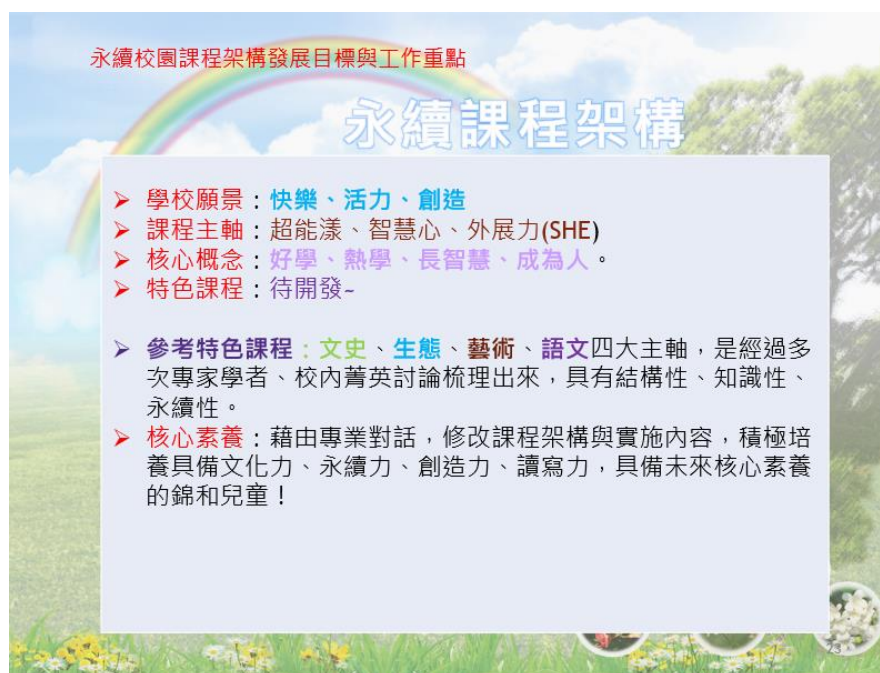 永續校園課程架構發展目標與工作重點
永續課程架構
➢ 學校願景：快樂、活力、創造
➢ 課程主軸：超能漾、智慧心、外展力(SHE)
➢ 核心概念：好學、熱學、長智慧、成為人。
➢ 特色課程：待開發~
➢ 參考特色課程：文史、生態、藝術、語文四大主軸，是經過多
次專家學者、校內菁英討論梳理出來，具有結構性、知識性、
永續性。
➢ 核心素養：藉由專業對話，修改課程架構與實施內容，積極培
養具備文化力、永續力、創造力、讀寫力，具備未來核心素養
的錦和兒童！
23